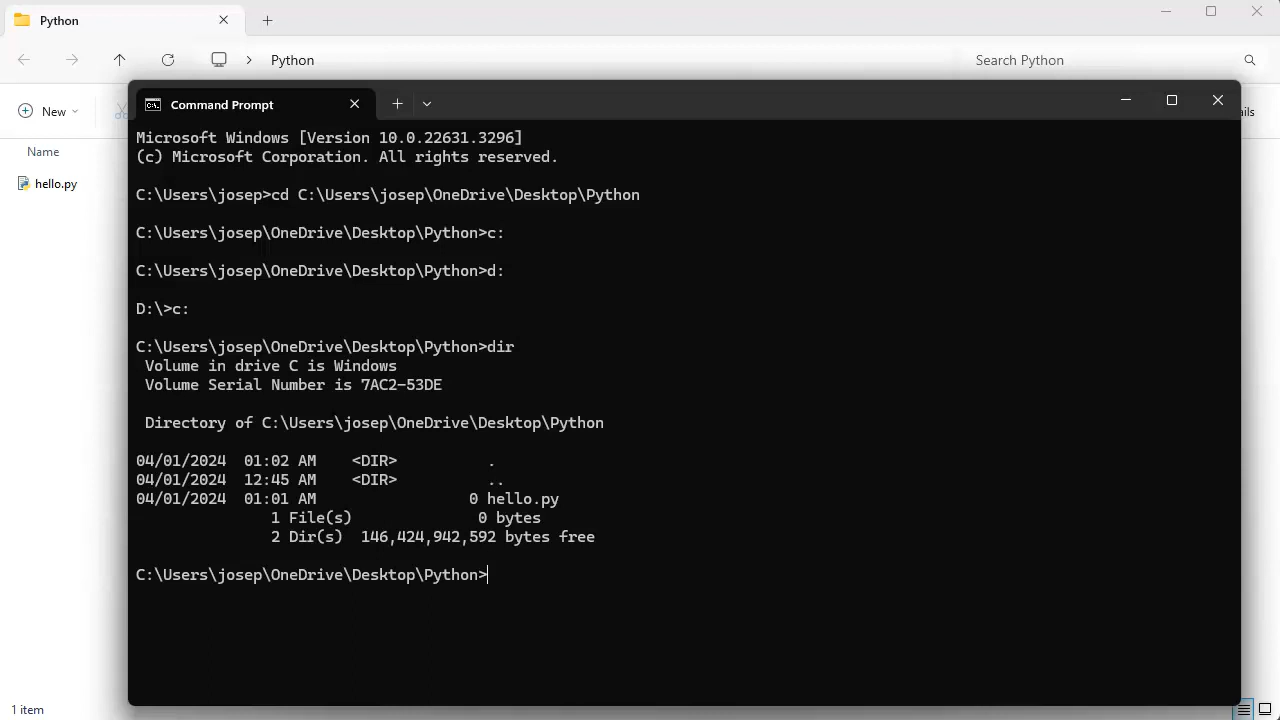 Python
Python
Search Python
New
ails
Name
hello.py
Command Prompt
Microsoft Windows [Version 10.0.22631.3296]
(c) Microsoft Corporation. All rights reserved.
C:\Users\josep>cd C:\Users\josep\OneDrive\Desktop\Python
C:\Users\josep\OneDrive\Desktop\Python>c:
C:\Users\josep\OneDrive\Desktop\Python>d:
D:\>c:
C:\Users\josep\OneDrive\Desktop\Python>dir
Volume in drive C is Windows
Volume Serial Number is 7AC2-53DE
Directory of C:\Users\josep\OneDrive\Desktop\Python
04/01/2024  01:02 AM    <DIR>          .
04/01/2024  12:45 AM    <DIR>          ..
04/01/2024  01:01 AM                 0 hello.py
1 File(s)              0 bytes
2 Dir(s)  146,424,942,592 bytes free
C:\Users\josep\OneDrive\Desktop\Python>
1 item